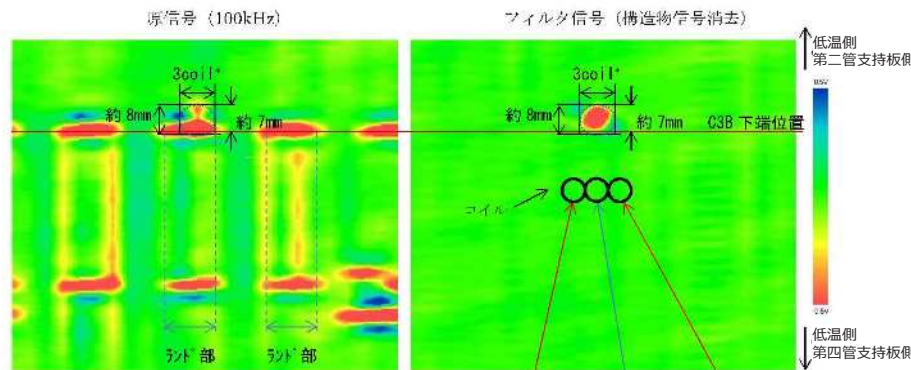 原信号（100kHz）
フィルタ信号（構造物信号消去）
低温側
第二管支持板側
3coil*
3coil*
0.5V
約 8mm
約 7mm
約 8mm
約 7mm
C3B 下端位置
コイル
ﾗﾝﾄﾞ部
ﾗﾝﾄﾞ部
低温側
第四管支持板側